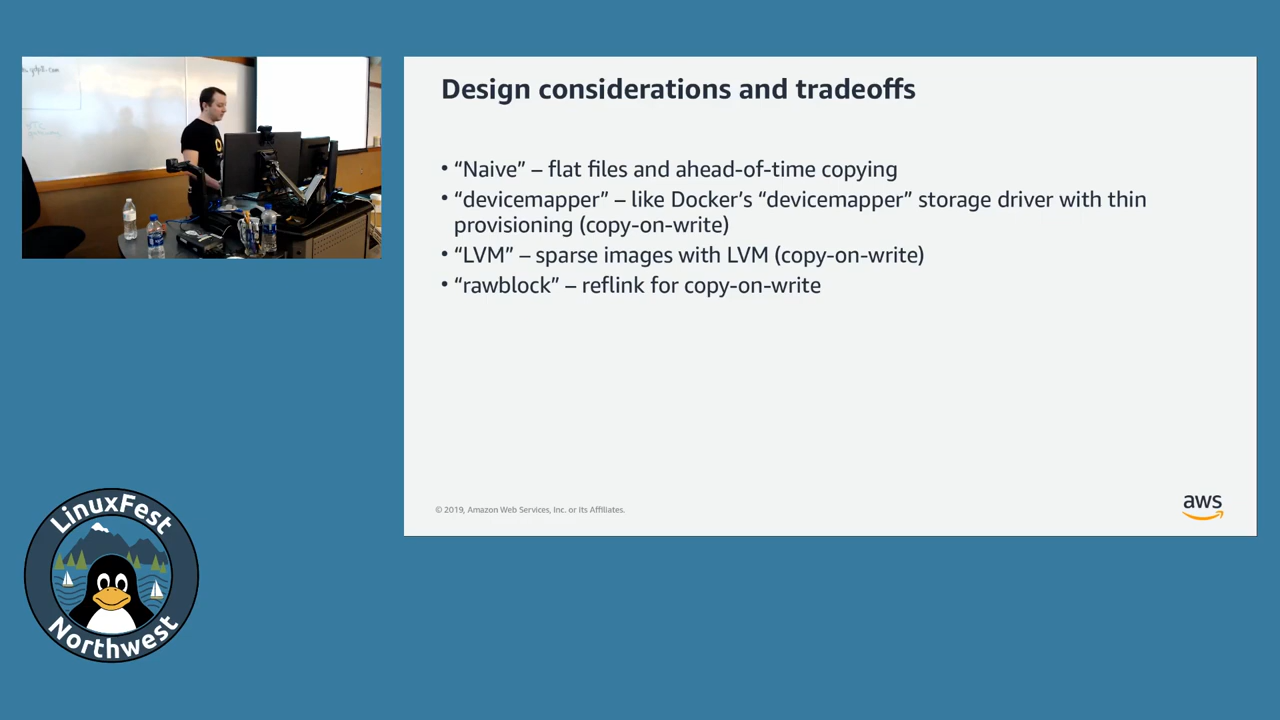 Design considerations and tradeoffs
• “Naive” – flat files and ahead-of-time copying
• “devicemapper” – like Docker’s “devicemapper” storage driver with thin
provisioning (copy-on-write)
• “LVM” – sparse images with LVM (copy-on-write)
• “rawblock” – reflink for copy-on-write
© 2019, Amazon Web Services, Inc. or its Affiliates.
aws
LinuxFest
Northwest